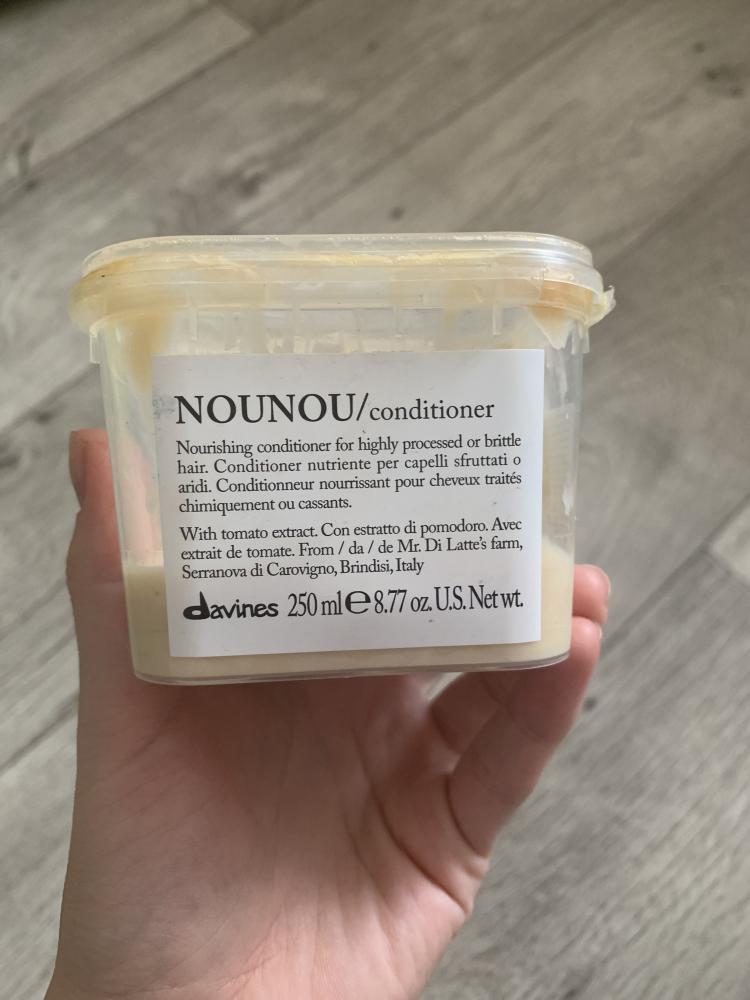 NOUNOU/conditioner
Nourishing conditioner for highly processed or brittle
hair. Conditioner nutriente per capelli sfruttati o
aridi. Conditionneur nourrissant pour cheveux traités
chimiquement ou cassants.
With tomato extract. Con estratto di pomodoro. Avec
extrait de tomate. From / da / de Mr. Di Latte's farm,
Serranova di Carovigno, Brindisi, Italy
davines 250 ml ℮ 8.77 oz. U.S. Net wt.